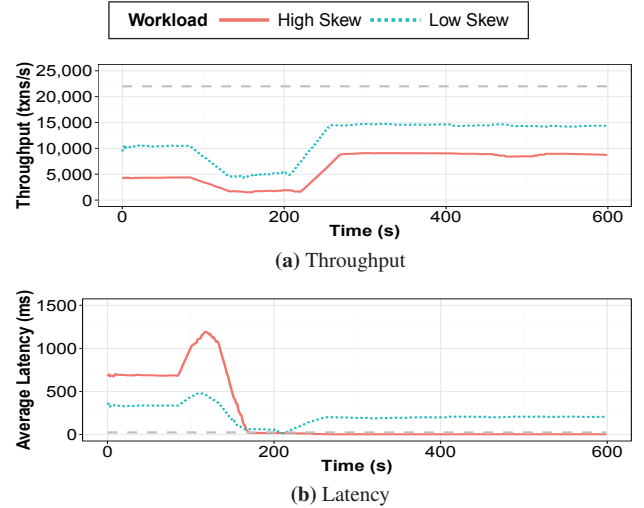 Workload High Skew Low Skew
Throughput (txns/s)
25,000
20,000
15,000
10,000
5,000
0
0 200 400 600
Time (s)
(a) Throughput
Average Latency (ms)
1500
1000
500
0
0 200 400 600
Time (s)
(b) Latency